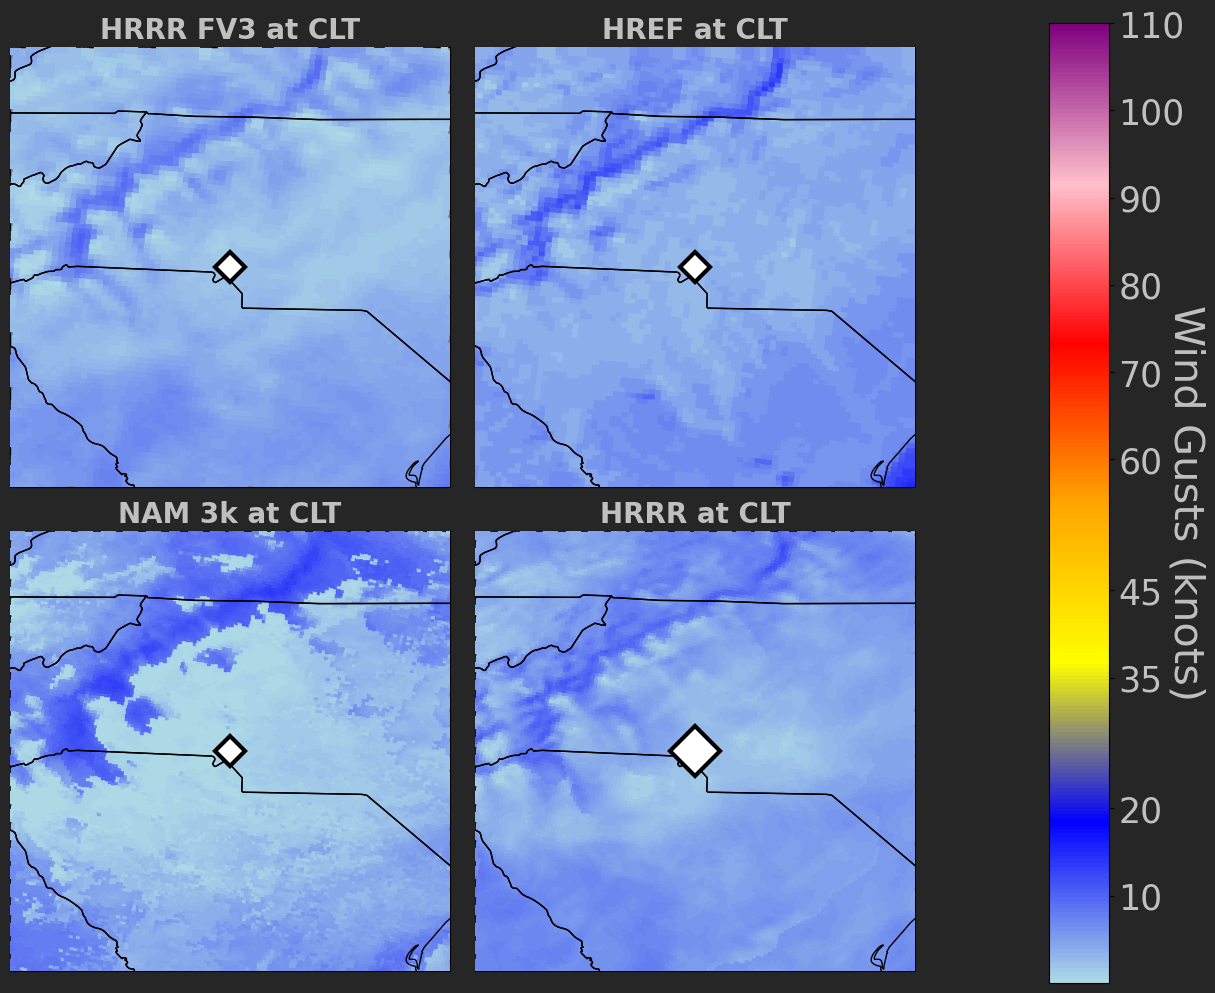 HRRR FV3 at CLT
HREF at CLT
NAM 3k at CLT
HRRR at CLT
110
100
90
80
70
60
45
35
20
10
Wind Gusts (knots)